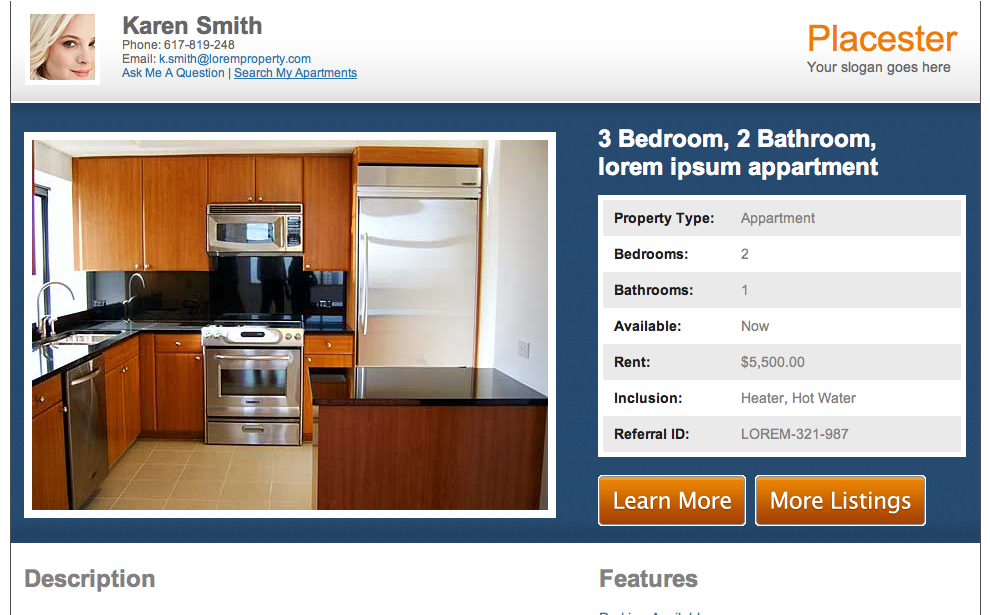 Karen Smith
Phone: 617-819-248
Email: k.smith@loremproperty.com
Ask Me A Question | Search My Apartments
Placester
Your slogan goes here
3 Bedroom, 2 Bathroom,
lorem ipsum appartment
Property Type: Appartment
Bedrooms: 2
Bathrooms: 1
Available: Now
Rent: $5,500.00
Inclusion: Heater, Hot Water
Referral ID: LOREM-321-987
Learn More
More Listings
Description
Features